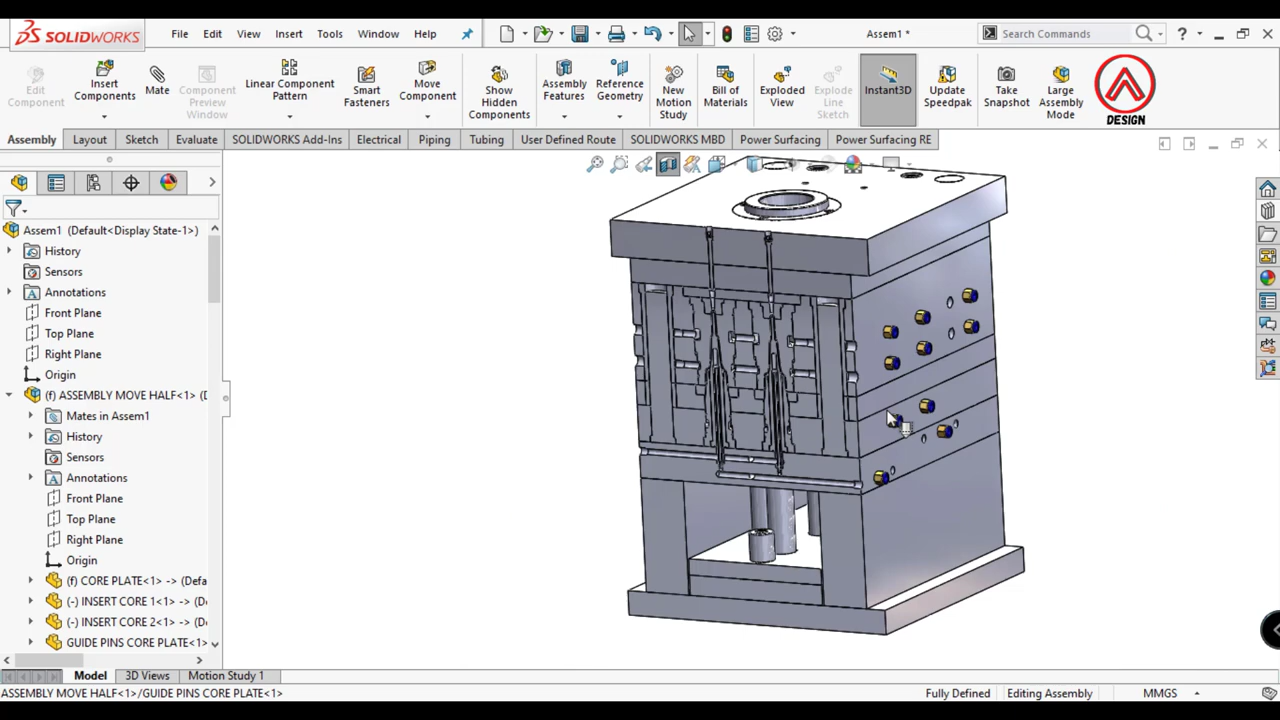 SOLIDWORKS File Edit View Insert Tools Window Help Assem1 * Search Commands ?
Edit Component
Insert Components
Mate
Component Preview Window
Linear Component Pattern
Smart Fasteners
Move Component
Show Hidden Components
Assembly Features
Reference Geometry
New Motion Study
Bill of Materials
Exploded View
Explode Line Sketch
Instant3D
Update Speedpak
Take Snapshot
Large Assembly Mode
DESIGN
Assembly Layout Sketch Evaluate SOLIDWORKS Add-Ins Electrical Piping Tubing User Defined Route SOLIDWORKS MBD Power Surfacing Power Surfacing RE
Assem1 (Default<Display State-1>)
History
Sensors
Annotations
Front Plane
Top Plane
Right Plane
Origin
(f) ASSEMBLY MOVE HALF<1> (D
Mates in Assem1
History
Sensors
Annotations
Front Plane
Top Plane
Right Plane
Origin
(f) CORE PLATE<1> -> (Defa
(-) INSERT CORE 1<1> -> (D
(-) INSERT CORE 2<1> -> (D
GUIDE PINS CORE PLATE<1>
Model 3D Views Motion Study 1
ASSEMBLY MOVE HALF<1>/GUIDE PINS CORE PLATE<1> Fully Defined Editing Assembly MMGS